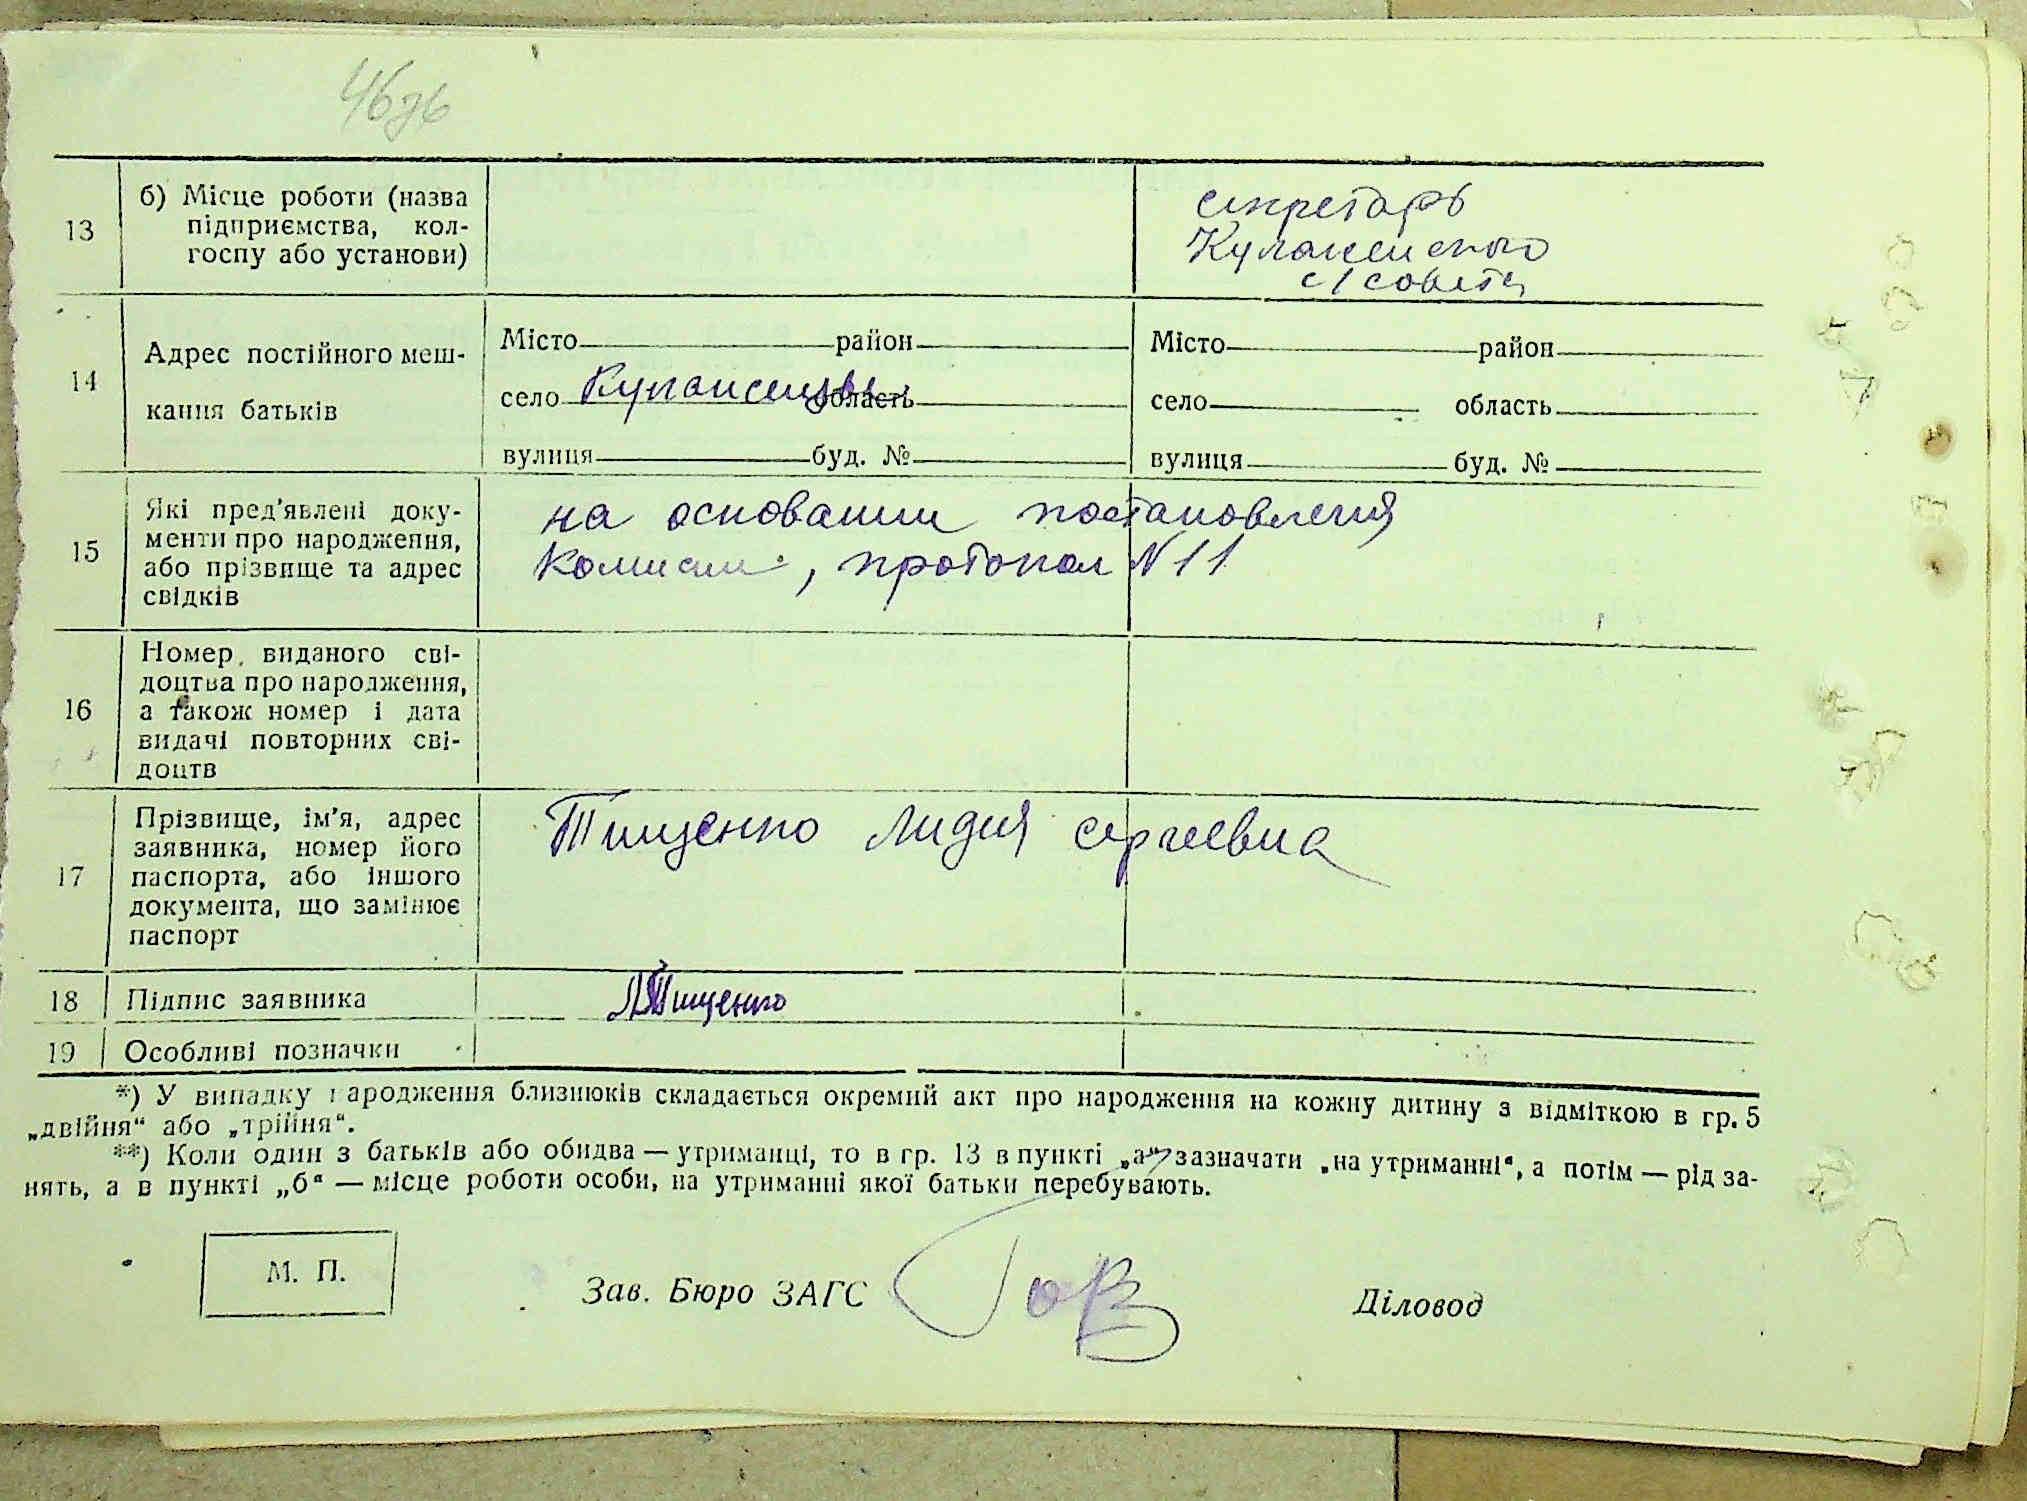 46зв
13
б) Місце роботи (назва
підприємства, кол-
госпу або установи)
секретарь
с/совета
14
Адрес постійного меш-
кання батьків
Місто район
село область
вулиця буд. №
Місто район
село область
вулиця буд. №
15
Які пред'явлені доку-
менти про народження,
або прізвище та адрес
свідків
на основании постановления
Комисии, протокол N 11
16
Номер виданого сві-
доцтва про народження,
а також номер і дата
видачі повторних сві-
доцтв
17
Прізвище, ім'я, адрес
заявника, номер його
паспорта, або іншого
документа, що замінює
паспорт
Тищенко Лидия Сергеевна
18
Підпис заявника
Л Тищенко
19
Особливі позначки
*) У випадку народження близнюків складається окремий акт про народження на кожну дитину з відміткою в гр. 5
„двійня“ або „трійня“.
**) Коли один з батьків або обидва — утриманці, то в гр. 13 в пункті „а“ зазначати „на утриманні“, а потім — рід за-
нять, а в пункті „б“ — місце роботи особи, на утриманні якої батьки перебувають.
М. П.
Зав. Бюро ЗАГС
Діловод